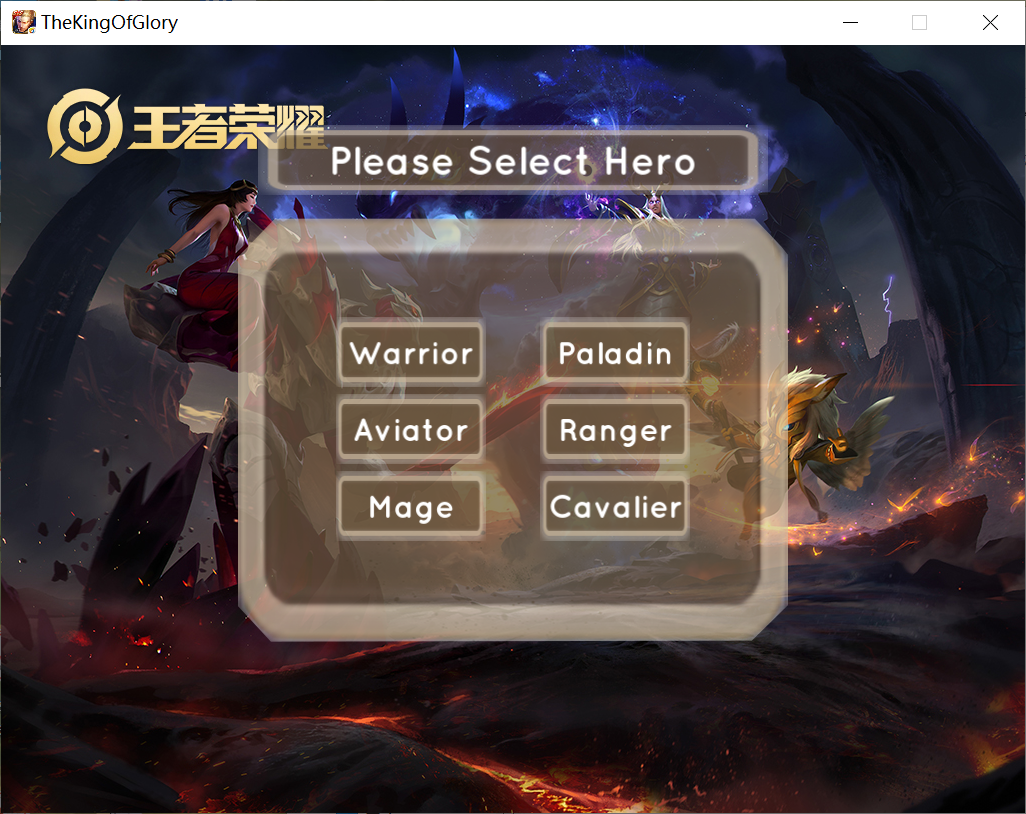 TheKingOfGlory
王者荣耀
Please Select Hero
Warrior
Paladin
Aviator
Ranger
Mage
Cavalier